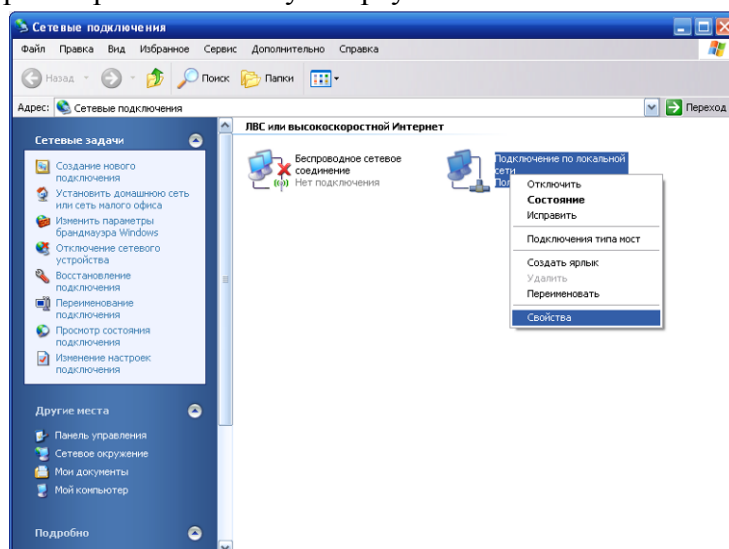 Сетевые подключения
Файл Правка Вид Избранное Сервис Дополнительно Справка
Назад Поиск Папки
Адрес: Сетевые подключения Переход
Сетевые задачи
Создание нового
подключения
Установить домашнюю сеть
или сеть малого офиса
Изменить параметры
брандмауэра Windows
Отключение сетевого
устройства
Восстановление
подключения
Переименование
подключения
Просмотр состояния
подключения
Изменение настроек
подключения
Другие места
Панель управления
Сетевое окружение
Мои документы
Мой компьютер
Подробно
ЛВС или высокоскоростной Интернет
Беспроводное сетевое
соединение
Нет подключения
Подключение по локальной
сети
Отключить
Состояние
Исправить
Подключения типа мост
Создать ярлык
Удалить
Переименовать
Свойства